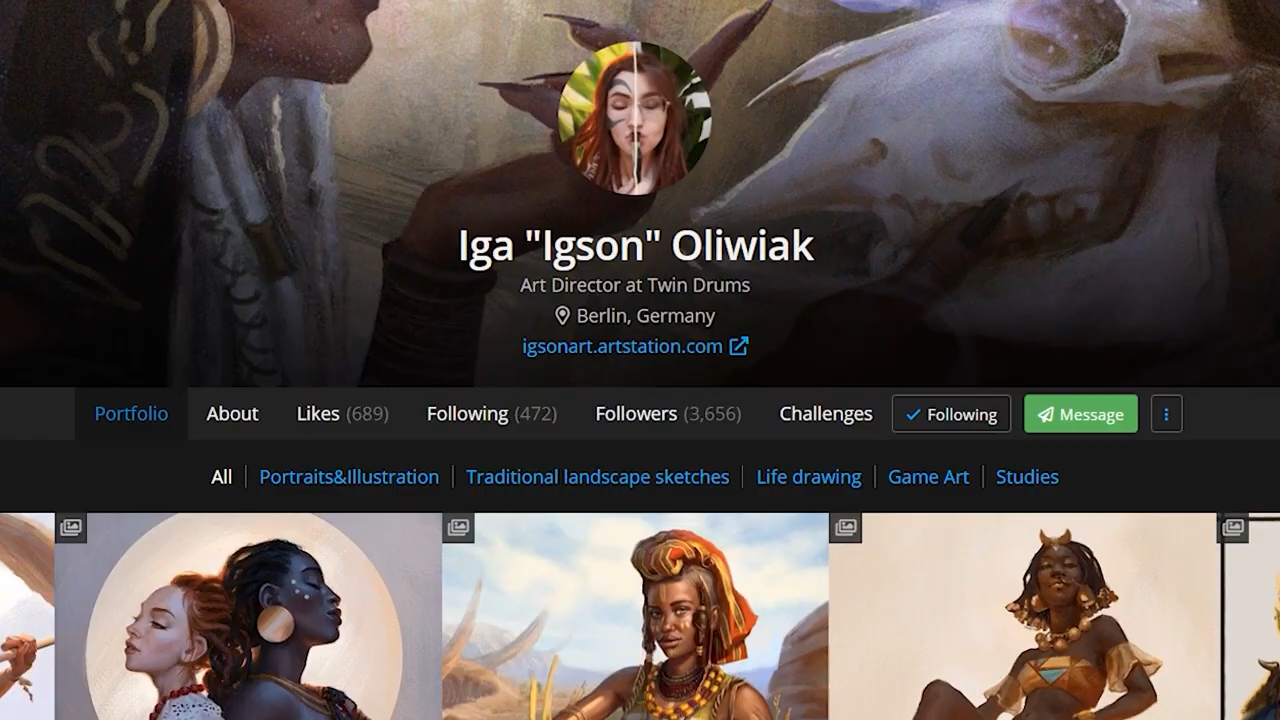 Iga "Igson" Oliwiak
Art Director at Twin Drums
Berlin, Germany
igsonart.artstation.com
Portfolio About Likes (689) Following (472) Followers (3,656) Challenges Following Message
All Portraits&Illustration Traditional landscape sketches Life drawing Game Art Studies